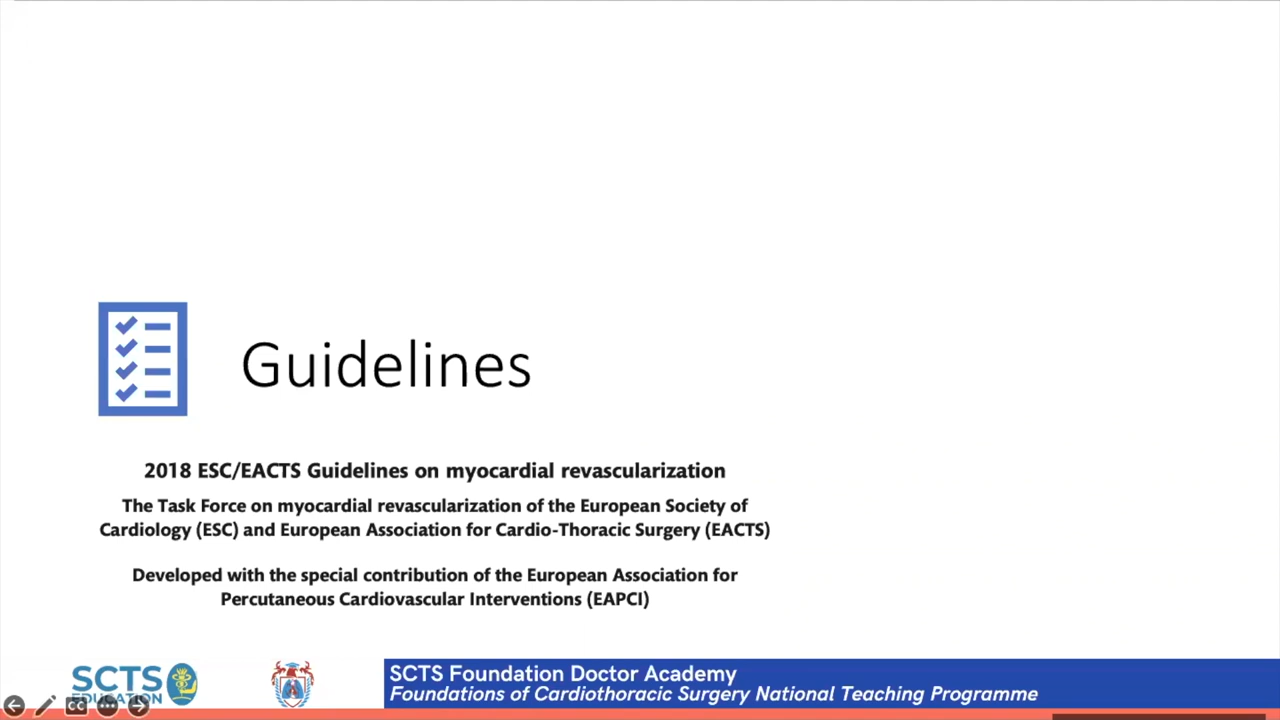 Guidelines
2018 ESC/EACTS Guidelines on myocardial revascularization
The Task Force on myocardial revascularization of the European Society of
Cardiology (ESC) and European Association for Cardio-Thoracic Surgery (EACTS)
Developed with the special contribution of the European Association for
Percutaneous Cardiovascular Interventions (EAPCI)
SCTS
EDUCATION
SCTS Foundation Doctor Academy
Foundations of Cardiothoracic Surgery National Teaching Programme
CC